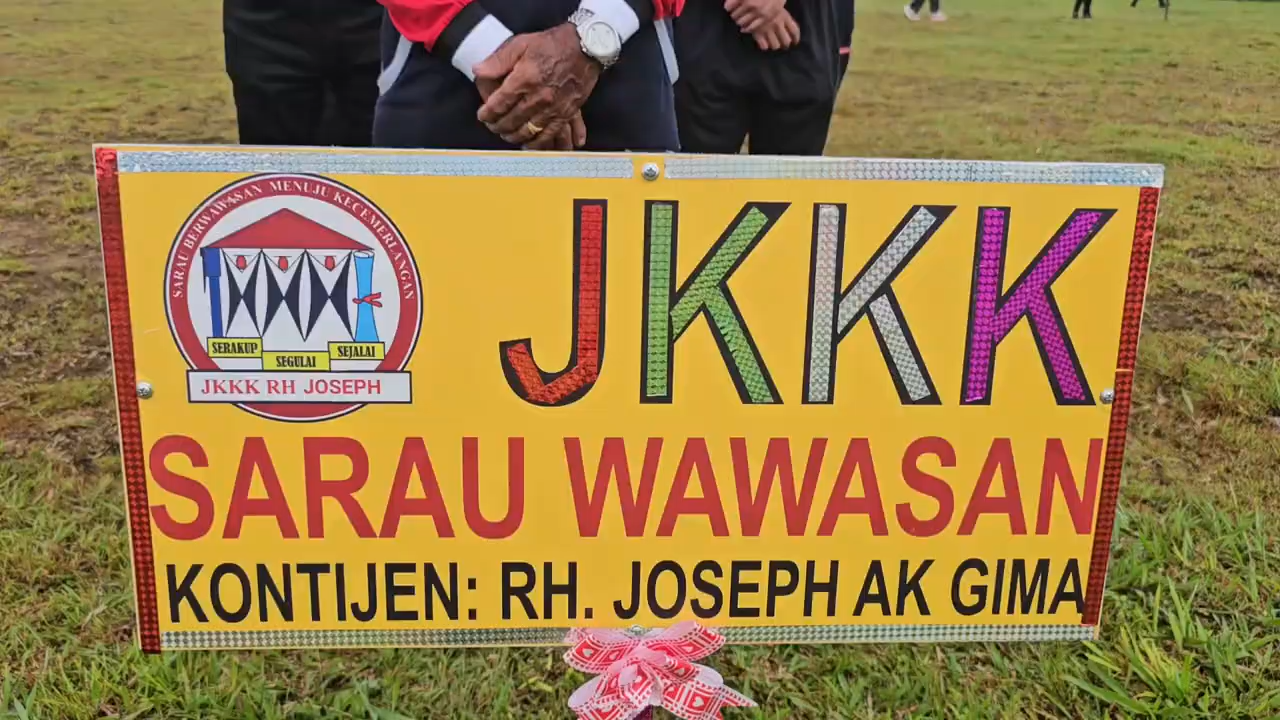 SARAU BERWAWASAN MENUJU KECEMERLANGAN
SERAKUP
SEGULAI
SEJALAI
JKKK RH JOSEPH
JKKK
SARAU WAWASAN
KONTIJEN: RH. JOSEPH AK GIMA